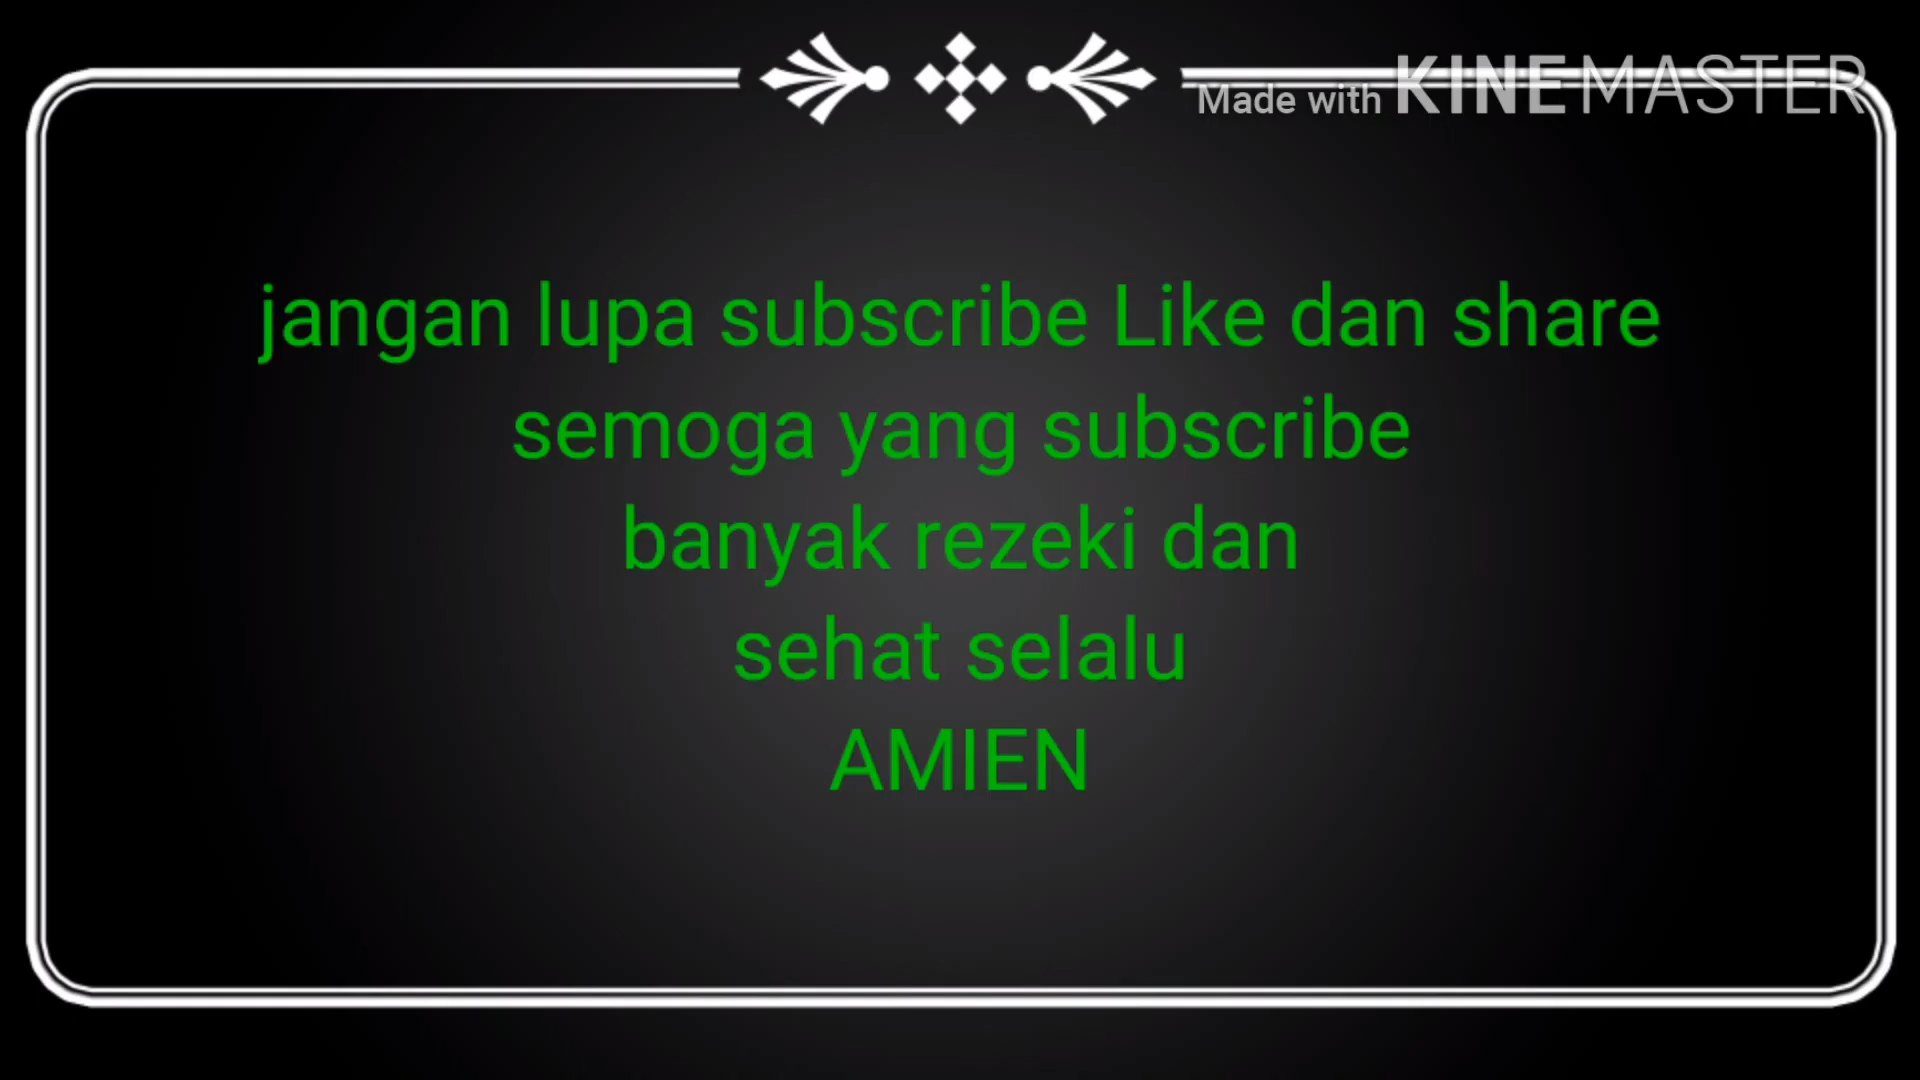 Made with KINEMASTER
jangan lupa subscribe Like dan share
semoga yang subscribe
banyak rezeki dan
sehat selalu
AMIEN